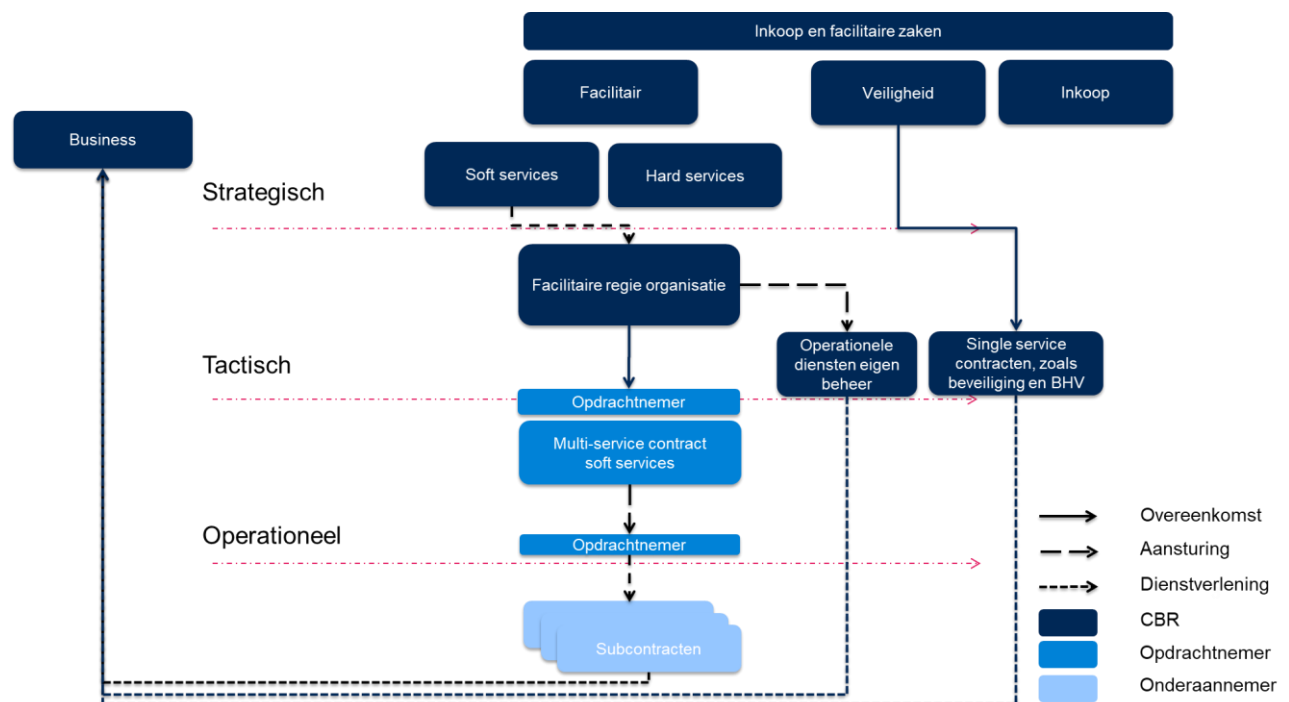 Inkoop en facilitaire zaken
Facilitair
Veiligheid
Inkoop
Business
Soft services
Hard services
Strategisch
Facilitaire regie organisatie
Operationele
diensten eigen
beheer
Single service
contracten, zoals
beveiliging en BHV
Tactisch
Opdrachtnemer
Multi-service contract
soft services
Operationeel
Opdrachtnemer
Subcontracten
Overeenkomst
Aansturing
Dienstverlening
CBR
Opdrachtnemer
Onderaannemer